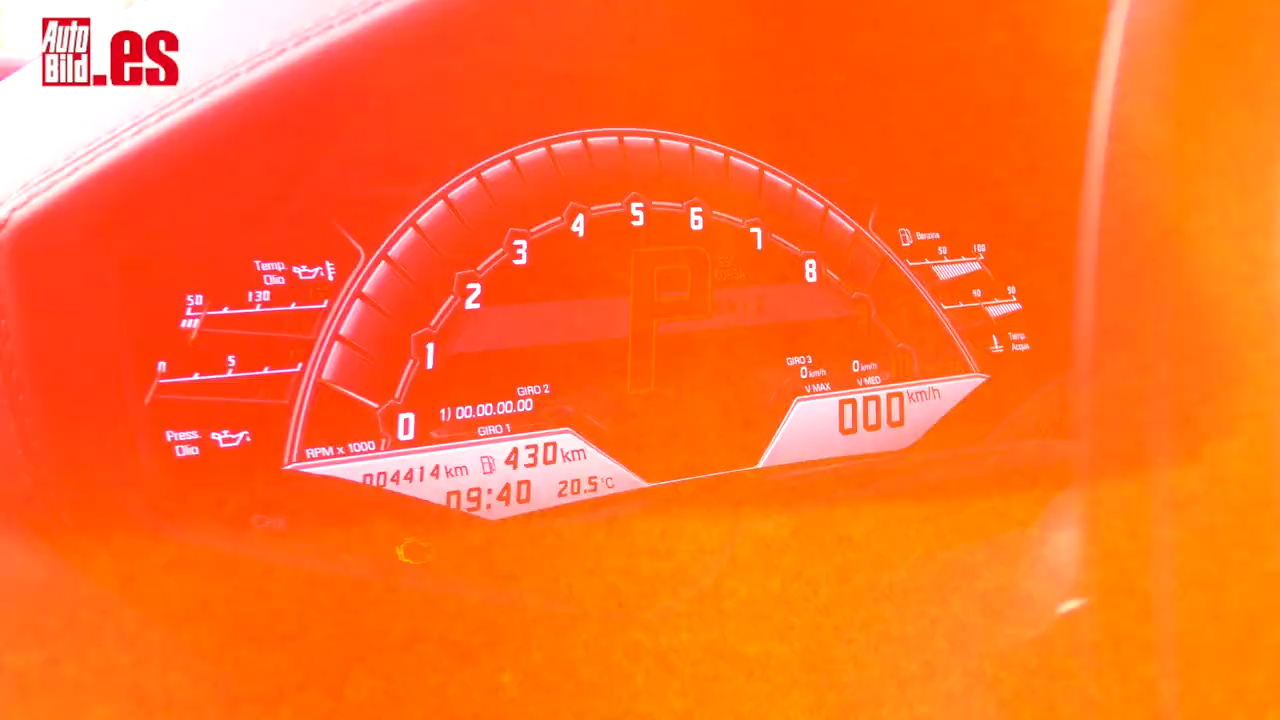 Auto
Bild.es
Temp.
Olio
50 130
0 5
Press.
Olio
0 1 2 3 4 5 6 7 8
P
RPM x 1000
GIRO 2
1) 00.00.00.00
GIRO 1
004414 km 430 km
09:40 20.5 °C
GIRO 3
0 km/h 0 km/h
V MAX V MED
000 km/h
Benzina
50 100
90 50
Temp.
Acqua